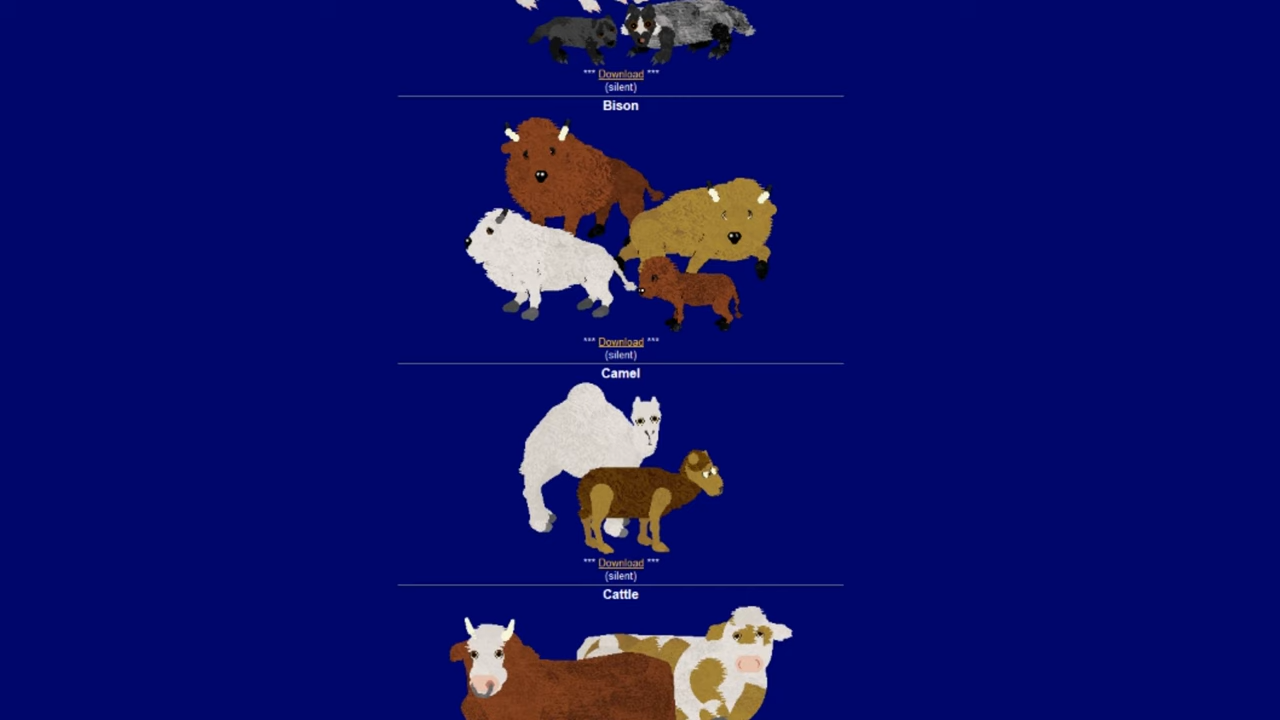 *** Download ***
(silent)
Bison
*** Download ***
(silent)
Camel
*** Download ***
(silent)
Cattle